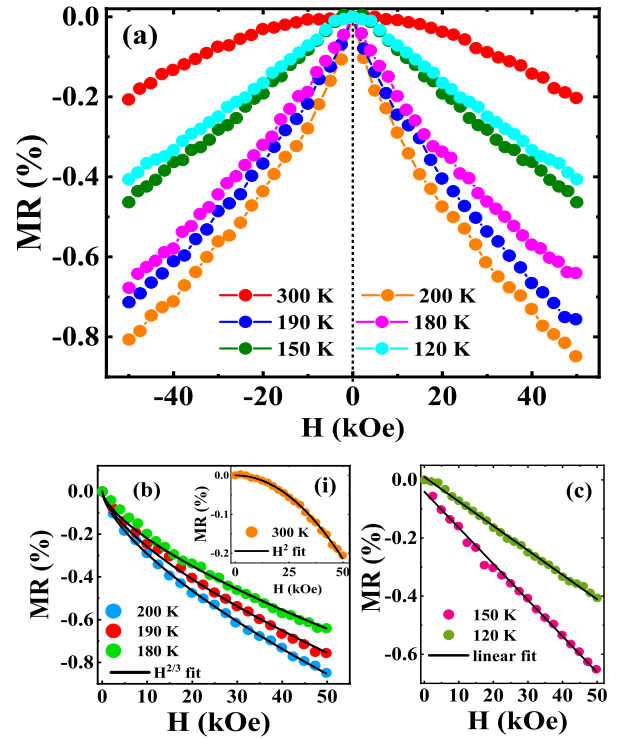 (a)
0.0
-0.2
-0.4
-0.6
-0.8
MR (%)
300 K
200 K
190 K
180 K
150 K
120 K
-40 -20 0 20 40
H (kOe)
(b)
0.0
-0.2
-0.4
-0.6
-0.8
MR (%)
200 K
190 K
180 K
H2/3 fit
0 10 20 30 40 50
H (kOe)
(i)
0.0
-0.1
-0.2
MR (%)
300 K
H2 fit
0 25 50
H (kOe)
(c)
0.0
-0.2
-0.4
-0.6
MR (%)
150 K
120 K
linear fit
0 10 20 30 40 50
H (kOe)